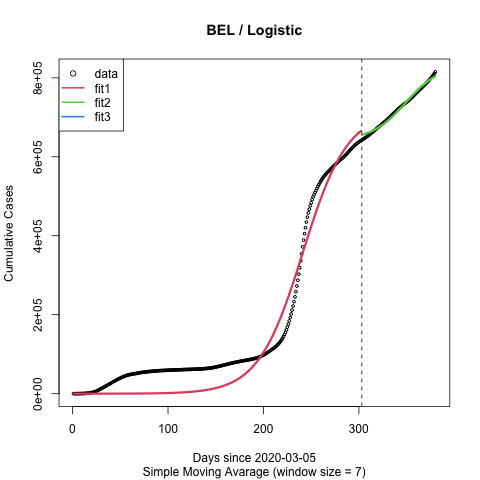 BEL / Logistic
data
fit1
fit2
fit3
Cumulative Cases
0e+00
2e+05
4e+05
6e+05
8e+05
0
100
200
300
Days since 2020-03-05
Simple Moving Avarage (window size = 7)